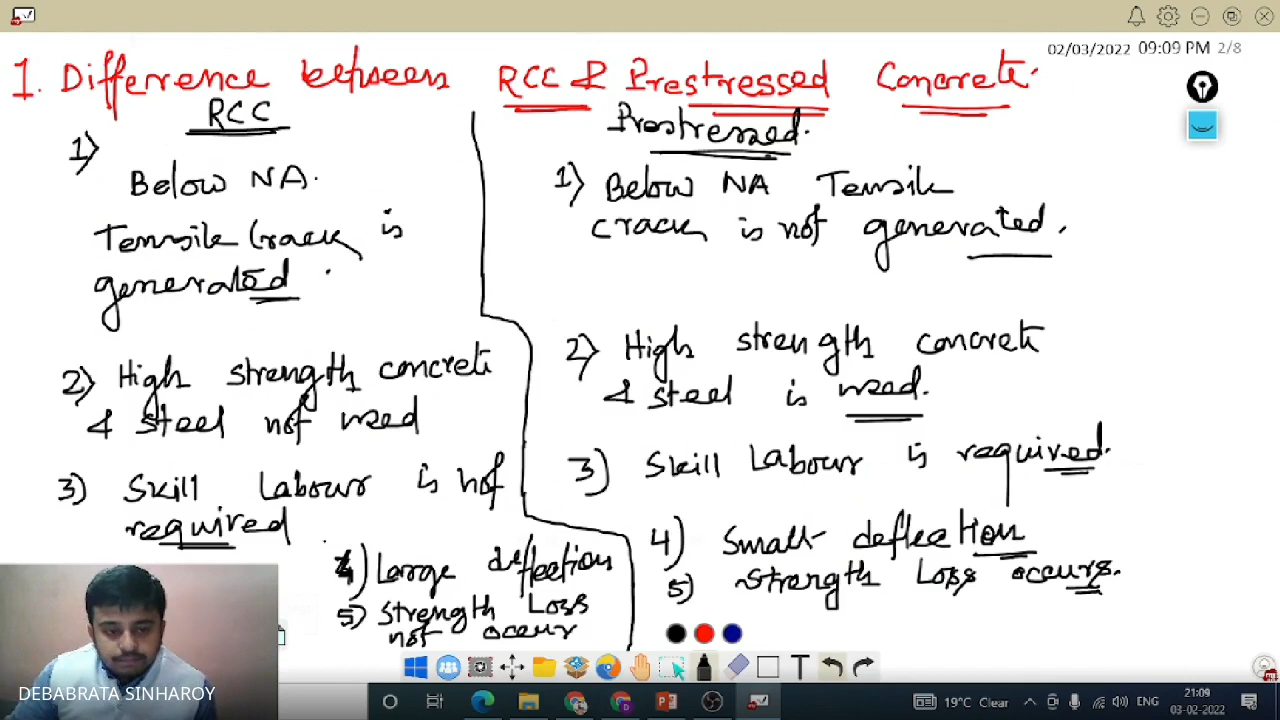 02/03/2022 09:09 PM 2/8
1. Difference between RCC & Prestressed Concrete
RCC
1)
Below NA.
Tensile Crack is
generated
2) High strength concrete
& steel not used
3) Skill Labour is not
required
4) Large deflection
5) Strength Loss
not occur
Prestressed.
1) Below NA Tensile
crack is not generated.
2) High strength concrete
& steel is used.
3) Skill Labour is required.
4) Small deflection
5) Strength Loss occurs.
DEBABRATA SINHAROY
19°C Clear
ENG
21:09
03-02-2022